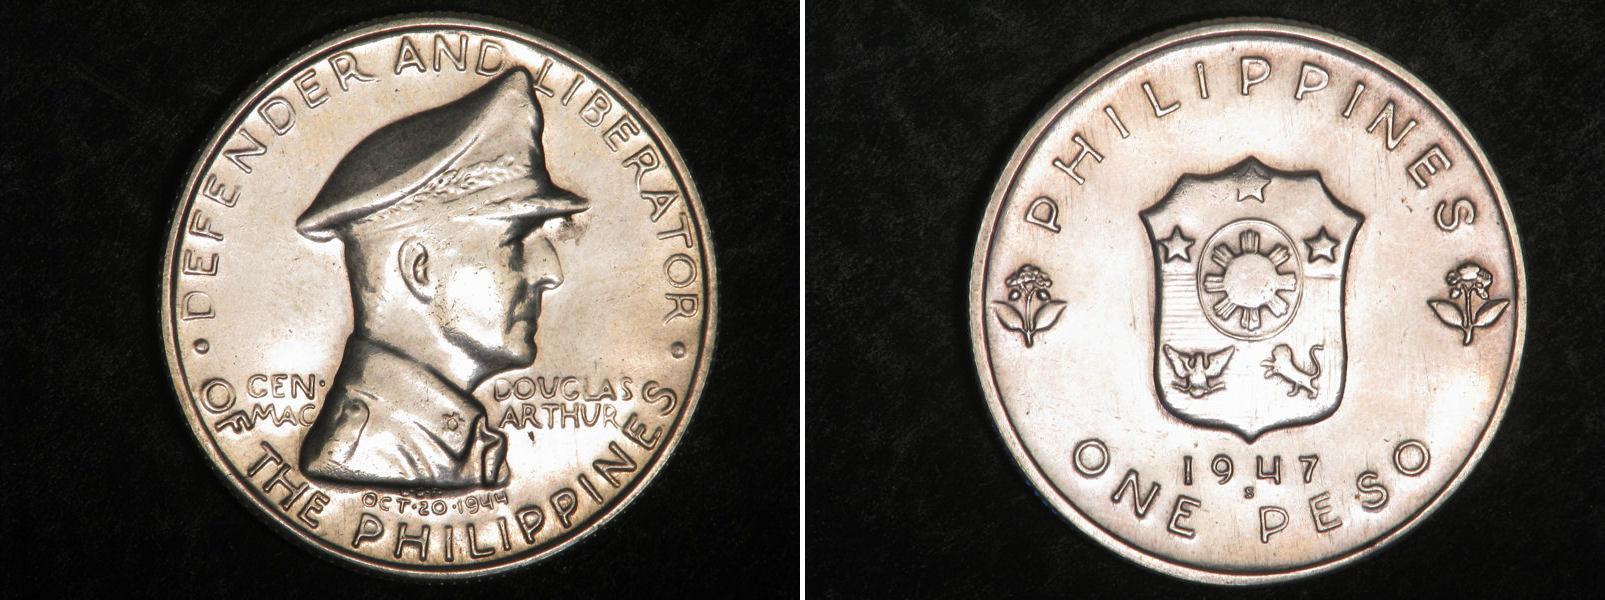 · DEFENDER AND LIBERATOR ·
OF THE PHILIPPINES
GEN· DOUGLAS
MAC ARTHUR
OCT·20·1944
PHILIPPINES
1947
S
ONE PESO